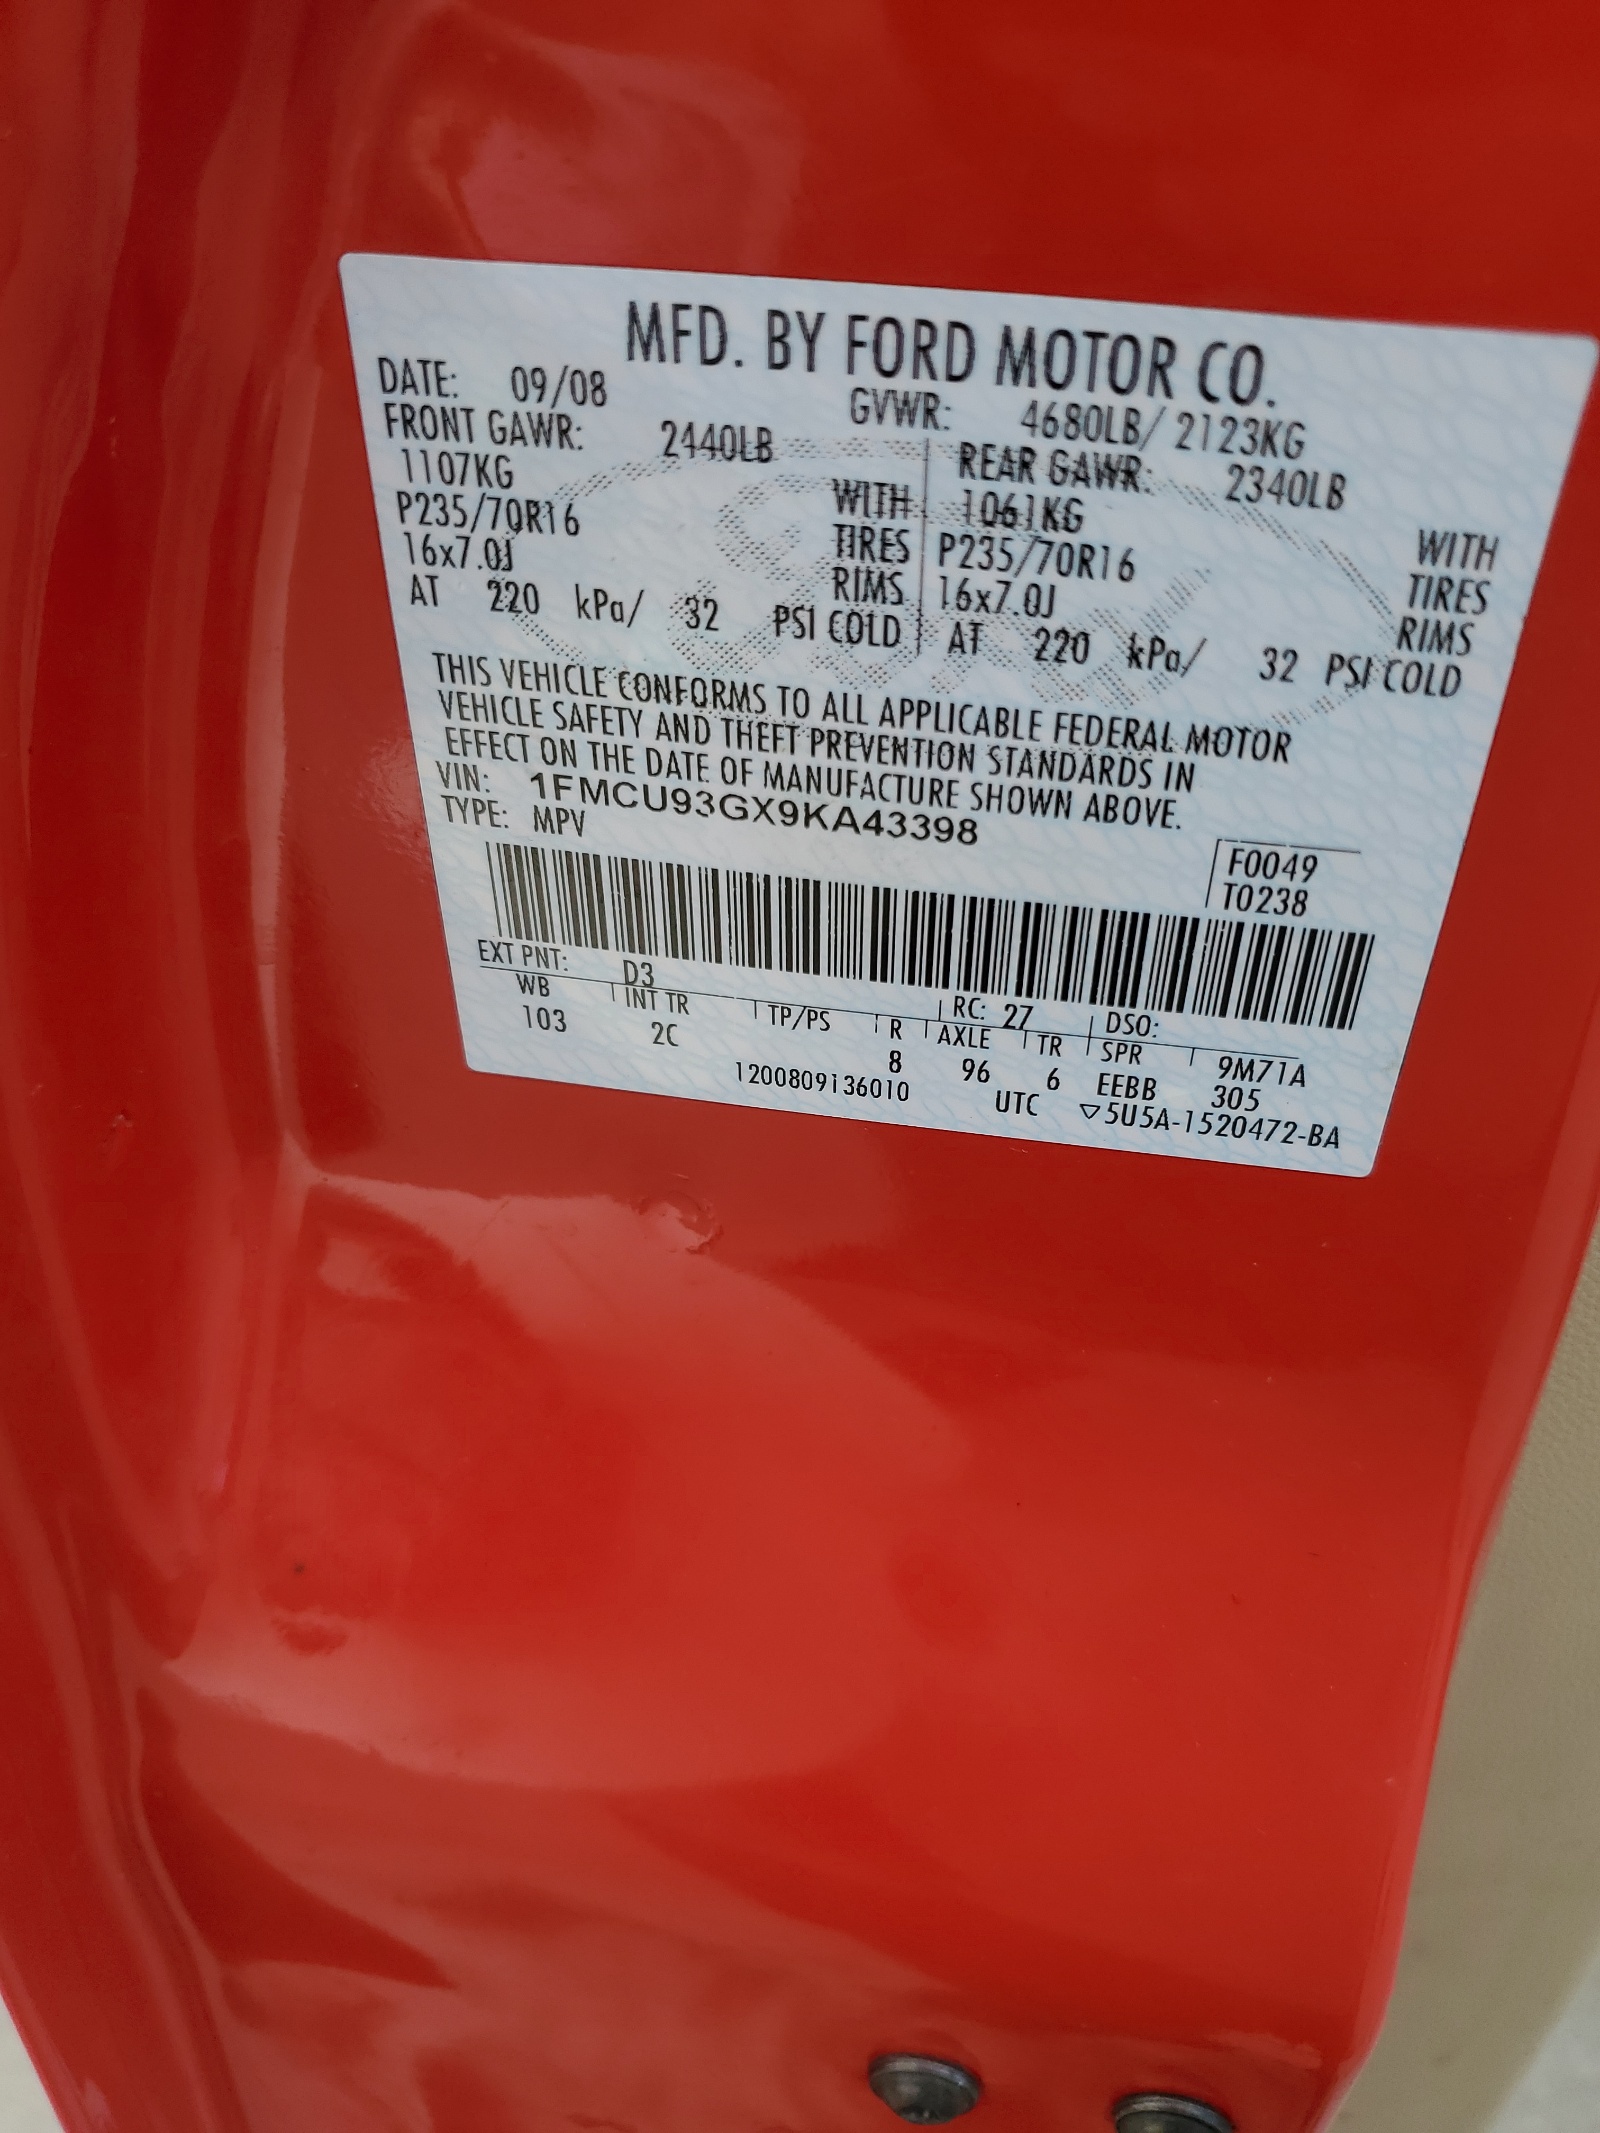 MFD. BY FORD MOTOR CO.
DATE: 09/08 GVWR: 4680LB/ 2123KG
FRONT GAWR: 2440LB REAR GAWR: 2340LB
1107KG WITH 1061KG WITH
P235/70R16 TIRES P235/70R16 TIRES
16x7.0J RIMS 16x7.0J RIMS
AT 220 kPa/ 32 PSI COLD AT 220 kPa/ 32 PSI COLD
THIS VEHICLE CONFORMS TO ALL APPLICABLE FEDERAL MOTOR
VEHICLE SAFETY AND THEFT PREVENTION STANDARDS IN
EFFECT ON THE DATE OF MANUFACTURE SHOWN ABOVE.
VIN: 1FMCU93GX9KA43398
TYPE: MPV
F0049
T0238
EXT PNT: D3 RC: 27 DSO:
WB INT TR TP/PS R AXLE TR SPR 9M71A
103 2C 8 96 6 EEBB 305
1200809136010 UTC ▽5U5A-1520472-BA